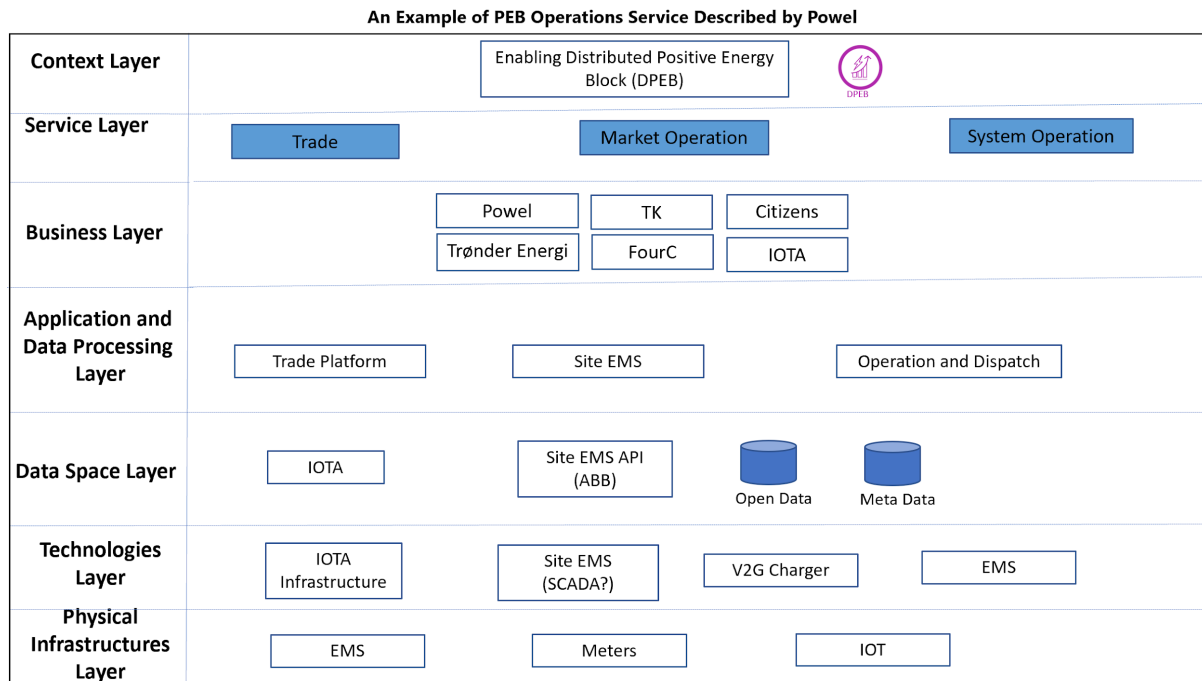 An Example of PEB Operations Service Described by Powel
Context Layer
Enabling Distributed Positive Energy
Block (DPEB)
DPEB
Service Layer
Trade
Market Operation
System Operation
Business Layer
Powel
TK
Citizens
Trønder Energi
FourC
IOTA
Application and
Data Processing
Layer
Trade Platform
Site EMS
Operation and Dispatch
Data Space Layer
IOTA
Site EMS API
(ABB)
Open Data
Meta Data
Technologies
Layer
IOTA
Infrastructure
Site EMS
(SCADA?)
V2G Charger
EMS
Physical
Infrastructures
Layer
EMS
Meters
IOT